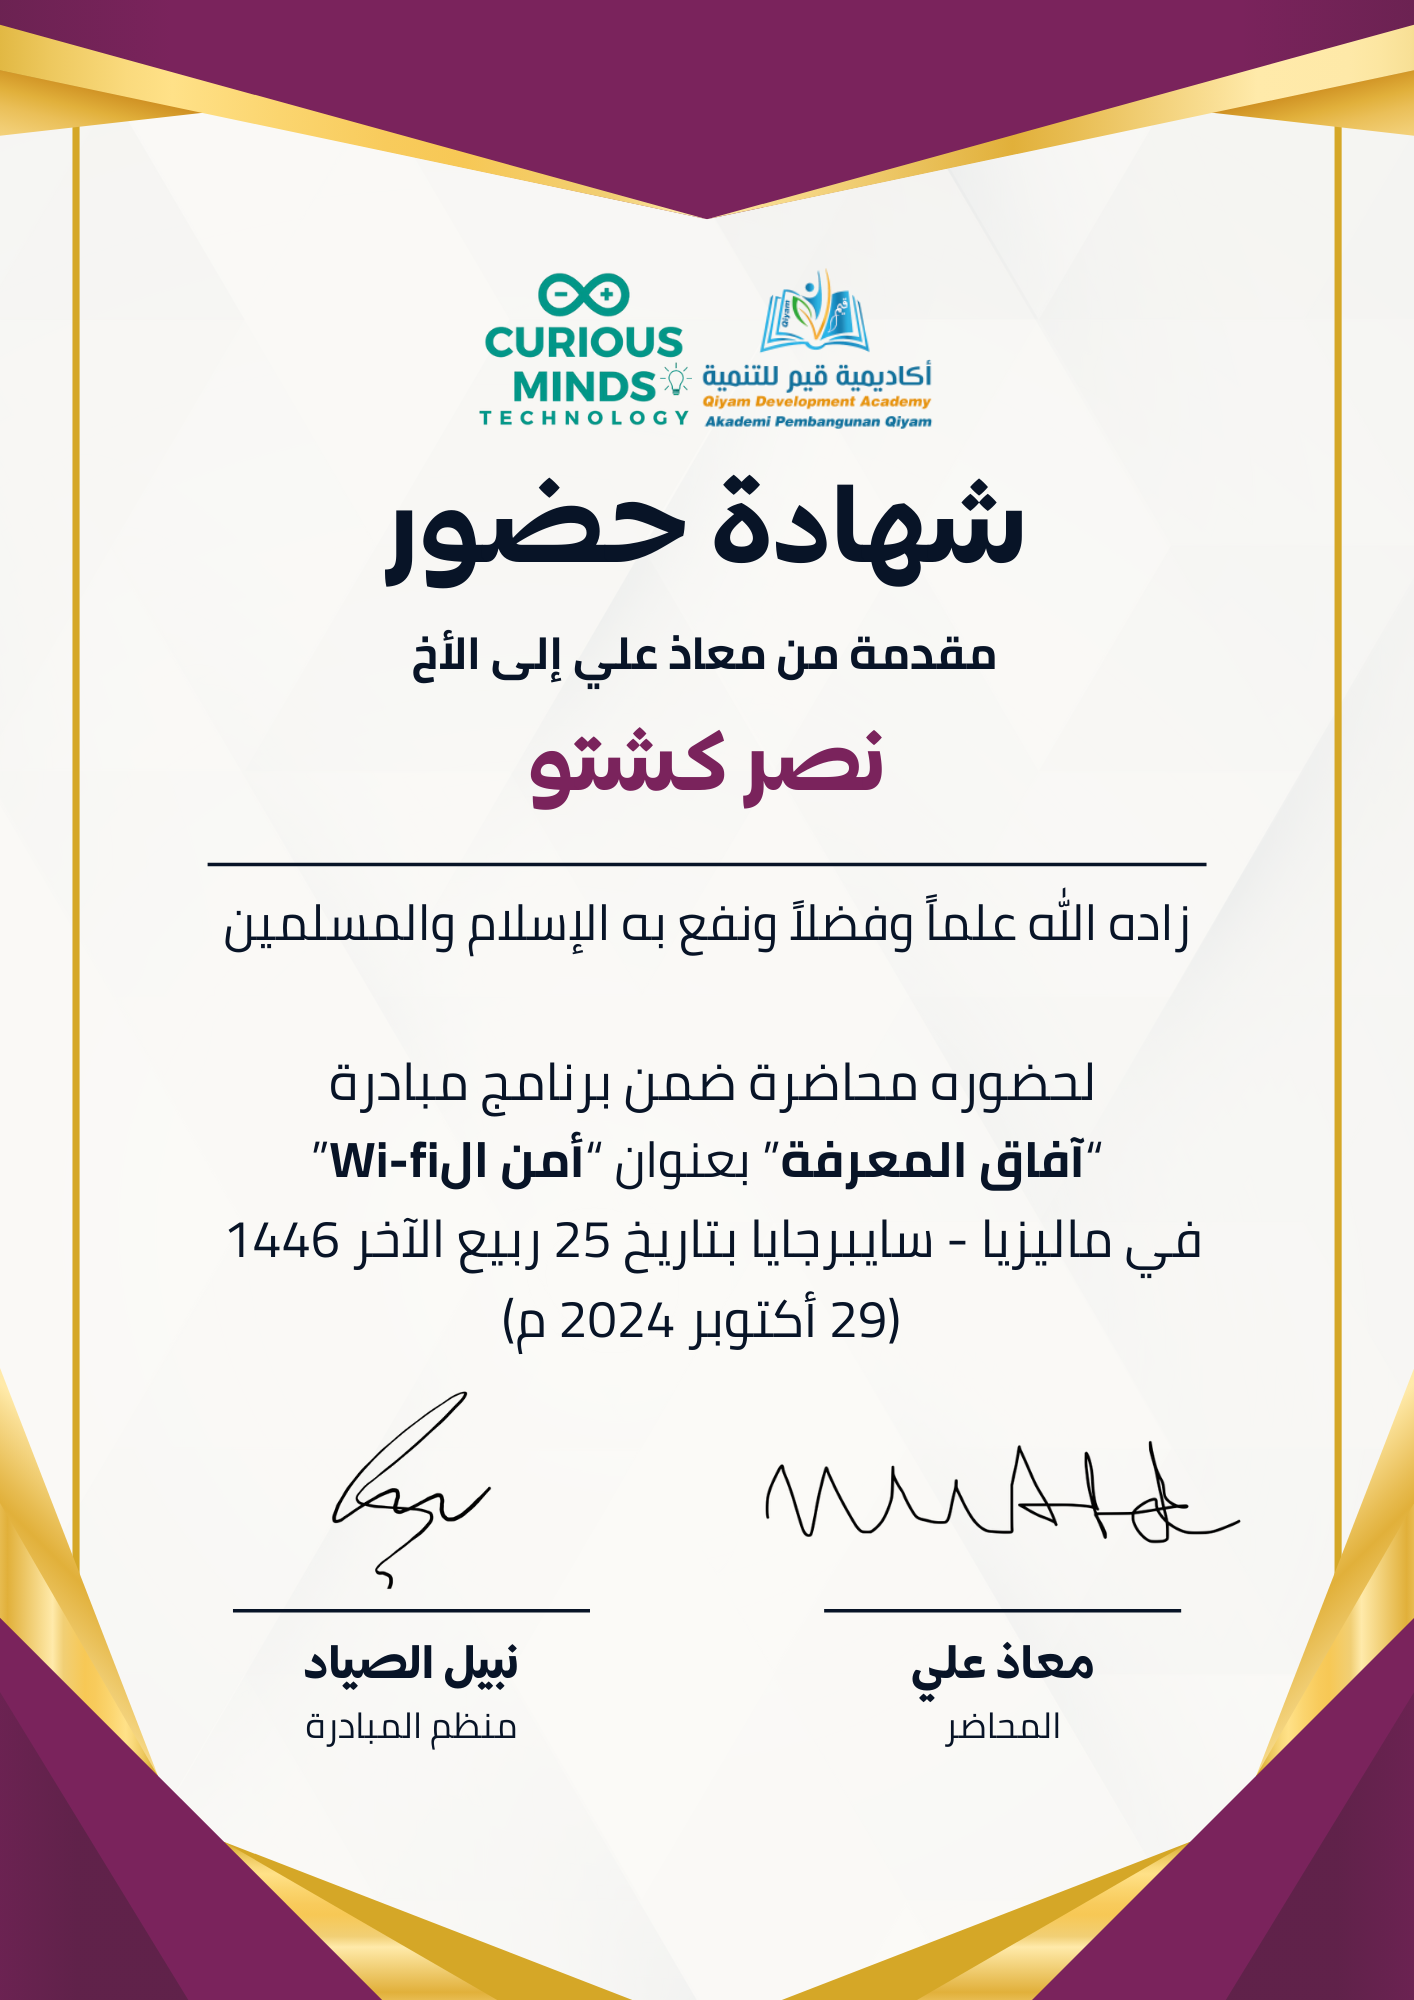 CURIOUS
MINDS
TECHNOLOGY
Qiyam
قيم
أكاديمية قيم للتنمية
Qiyam Development Academy
Akademi Pembangunan Qiyam
شهادة حضور
مقدمة من معاذ علي إلى الأخ
نصر كشتو
زاده الله علماً وفضلاً ونفع به الإسلام والمسلمين
لحضوره محاضرة ضمن برنامج مبادرة
“آفاق المعرفة” بعنوان “أمن الWi-fi”
في ماليزيا - سايبرجايا بتاريخ 25 ربيع الآخر 1446
(29 أكتوبر 2024 م)
معاذ علي
المحاضر
نبيل الصياد
منظم المبادرة